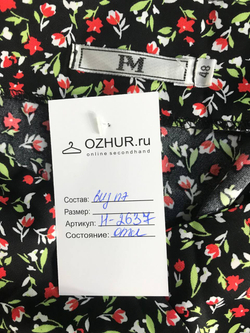 PM
48
OZHUR.ru
online secondhand
Состав:
Размер:
Артикул: Н-2637
Состояние: отл